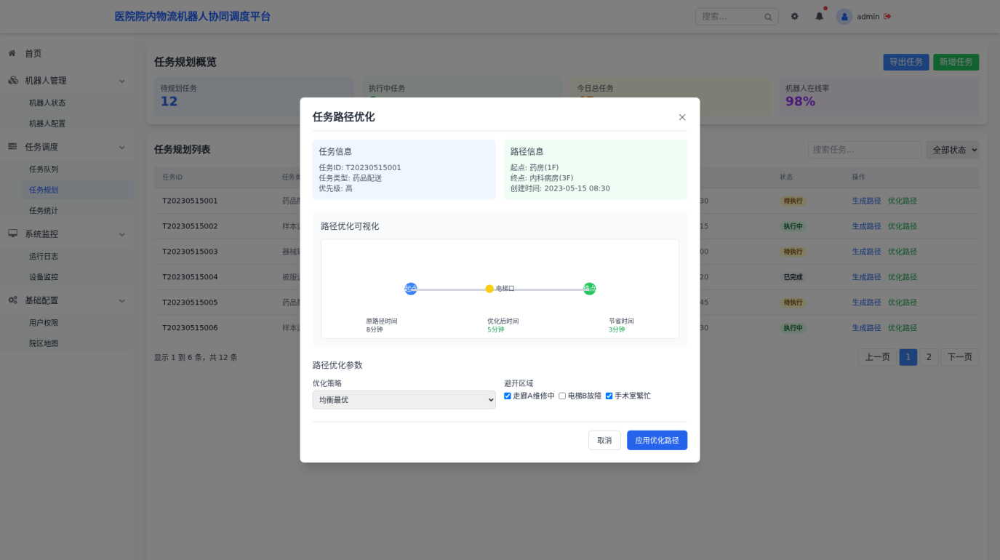 医院院内物流机器人协同调度平台
搜索...
admin
首页
机器人管理
机器人状态
机器人配置
任务调度
任务队列
任务规划
任务统计
系统监控
运行日志
设备监控
基础配置
用户权限
院区地图
任务规划概览
导出任务 新增任务
待规划任务
12
执行中任务
今日总任务
机器人在线率
98%
任务规划列表
搜索任务...
全部状态
任务ID 状态 操作
T20230515001 药品 30 待执行 生成路径 优化路径
T20230515002 样本 15 执行中 生成路径 优化路径
T20230515003 器械 00 待执行 生成路径 优化路径
T20230515004 被服 20 已完成 生成路径 优化路径
T20230515005 药品 45 待执行 生成路径 优化路径
T20230515006 样本 30 执行中 生成路径 优化路径
显示 1 到 6 条，共 12 条
上一页 1 2 下一页
任务路径优化
任务信息
任务ID: T20230515001
任务类型: 药品配送
优先级: 高
路径信息
起点: 药房(1F)
终点: 内科病房(3F)
创建时间: 2023-05-15 08:30
路径优化可视化
起点 电梯口 终点
原路径时间
8分钟
优化后时间
5分钟
节省时间
3分钟
路径优化参数
优化策略
均衡最优
避开区域
走廊A维修中 电梯B故障 手术室繁忙
取消 应用优化路径